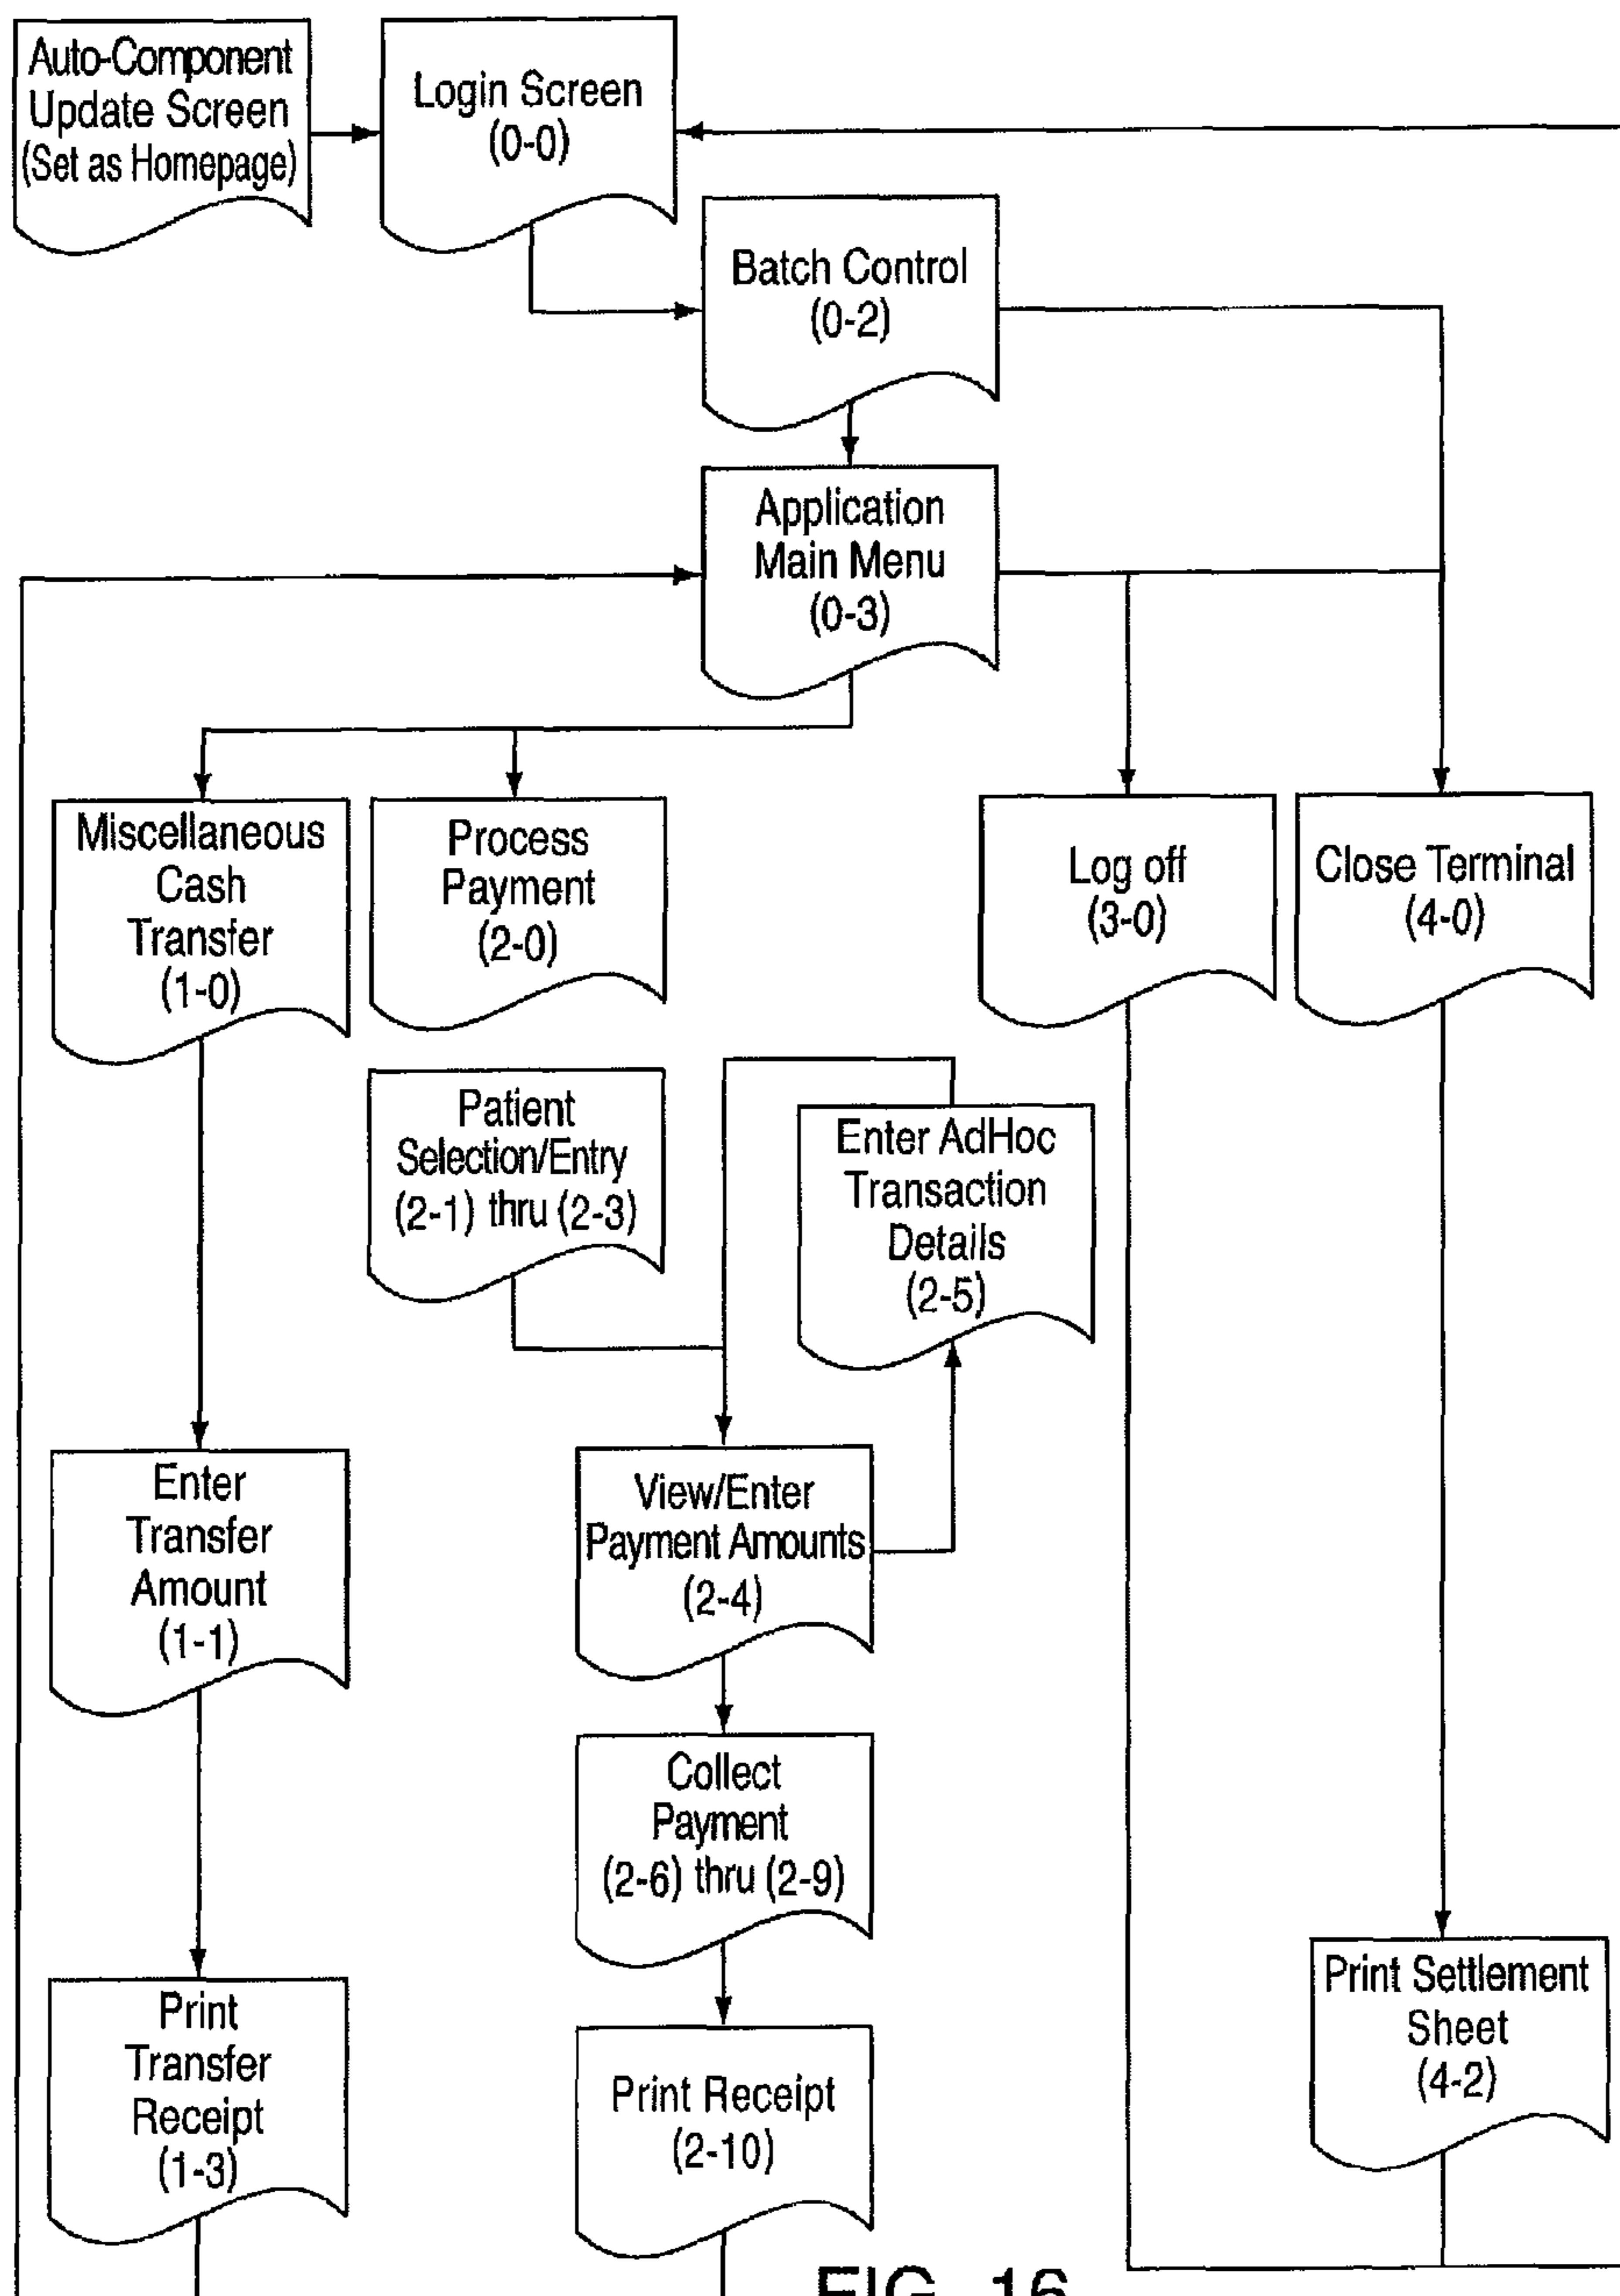 Auto-Component
Update Screen
(Set as Homepage)
Login Screen
(0-0)
Batch Control
(0-2)
Application
Main Menu
(0-3)
Miscellaneous
Cash
Transfer
(1-0)
Process
Payment
(2-0)
Log off
(3-0)
Close Terminal
(4-0)
Patient
Selection/Entry
(2-1) thru (2-3)
Enter AdHoc
Transaction
Details
(2-5)
Enter
Transfer
Amount
(1-1)
View/Enter
Payment Amounts
(2-4)
Collect
Payment
(2-6) thru (2-9)
Print
Transfer
Receipt
(1-3)
Print Receipt
(2-10)
Print Settlement
Sheet
(4-2)
FIG. 16